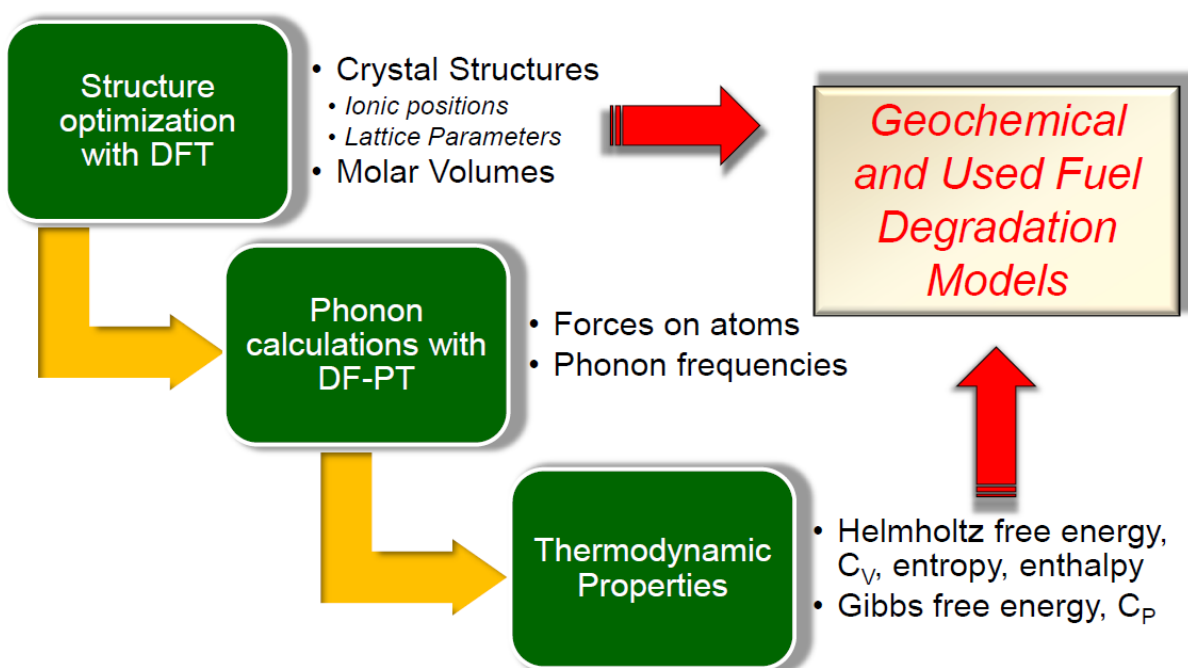 Structure
optimization
with DFT
• Crystal Structures
• Ionic positions
• Lattice Parameters
• Molar Volumes
Geochemical
and Used Fuel
Degradation
Models
Phonon
calculations with
DF-PT
• Forces on atoms
• Phonon frequencies
Thermodynamic
Properties
• Helmholtz free energy,
C_V, entropy, enthalpy
• Gibbs free energy, C_P